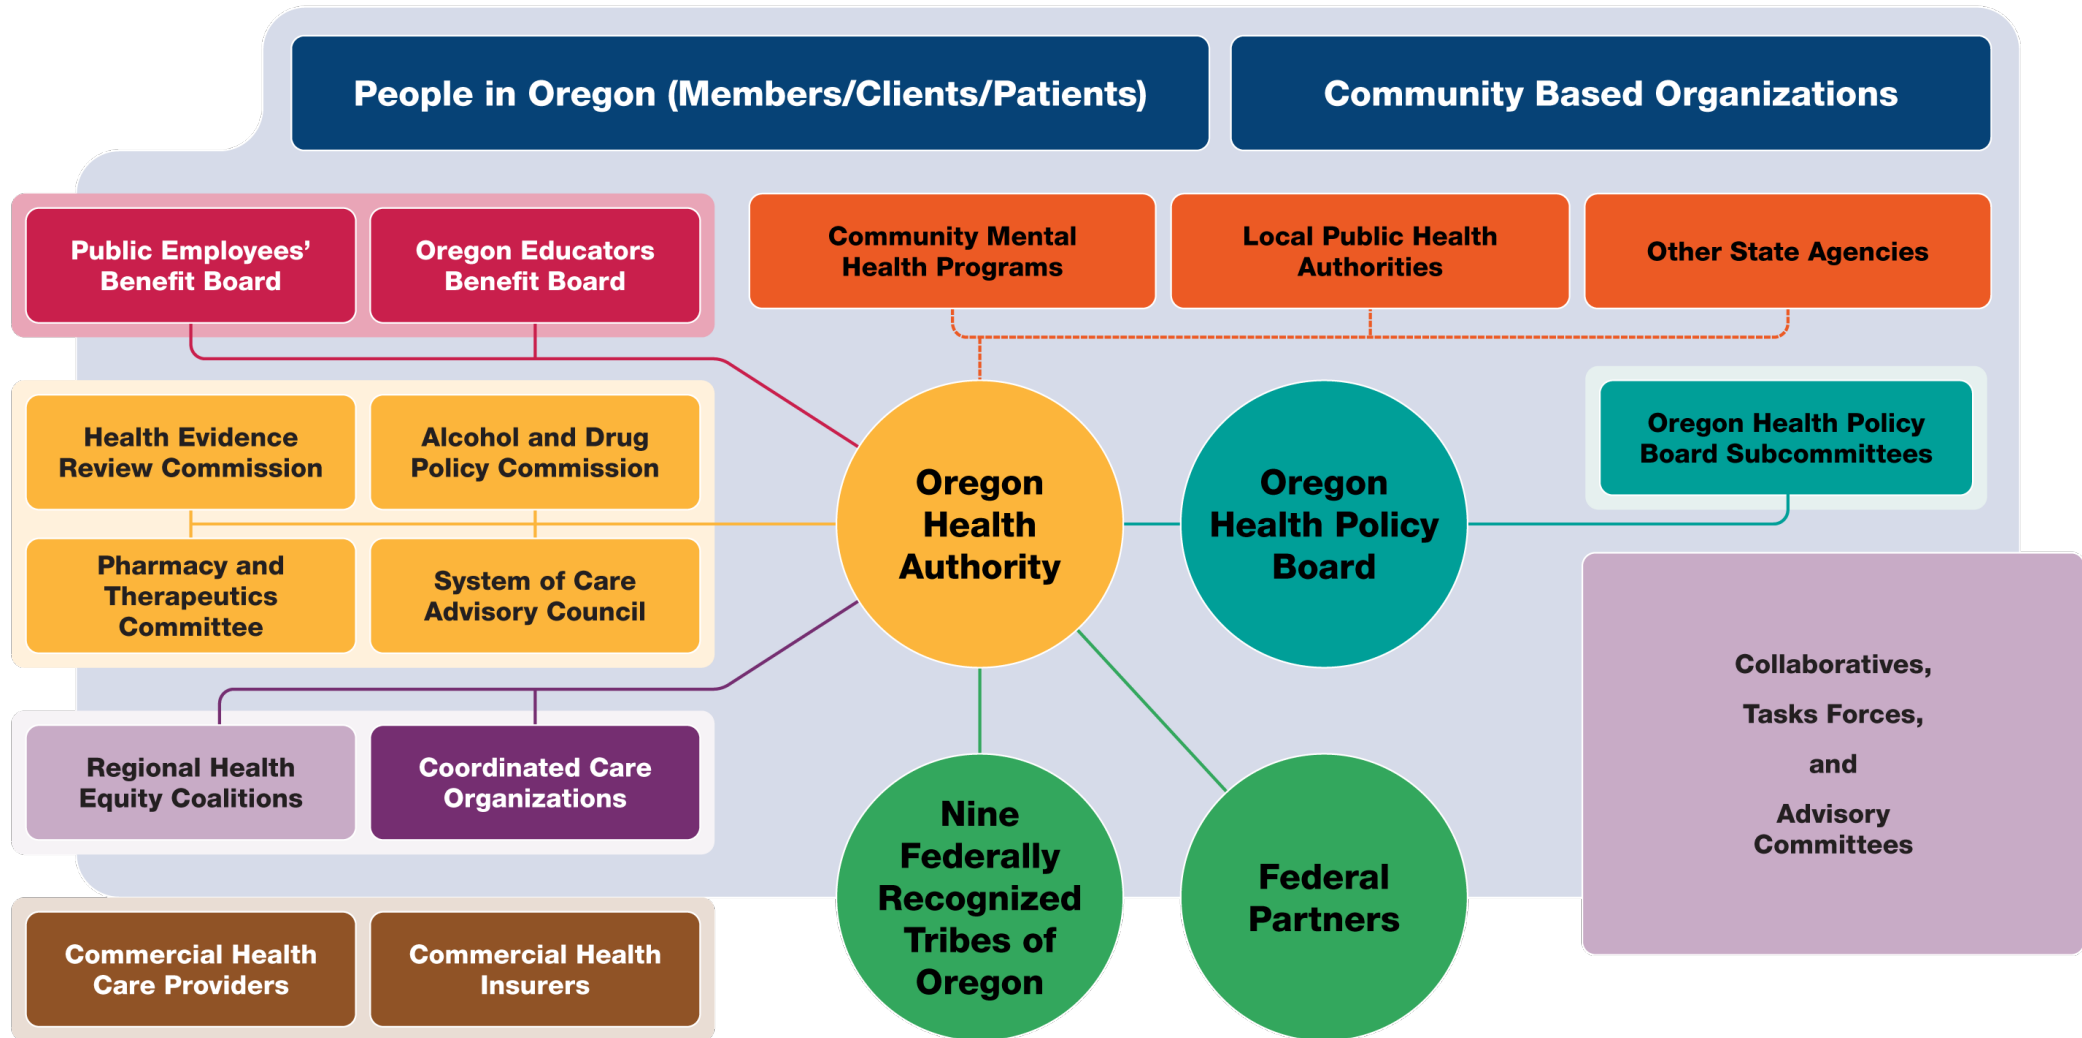 People in Oregon (Members/Clients/Patients)
Community Based Organizations
Public Employees’
Benefit Board
Oregon Educators
Benefit Board
Community Mental
Health Programs
Local Public Health
Authorities
Other State Agencies
Health Evidence
Review Commission
Alcohol and Drug
Policy Commission
Pharmacy and
Therapeutics
Committee
System of Care
Advisory Council
Oregon
Health
Authority
Oregon
Health Policy
Board
Oregon Health Policy
Board Subcommittees
Regional Health
Equity Coalitions
Coordinated Care
Organizations
Collaboratives,
Tasks Forces,
and
Advisory
Committees
Commercial Health
Care Providers
Commercial Health
Insurers
Nine
Federally
Recognized
Tribes of
Oregon
Federal
Partners